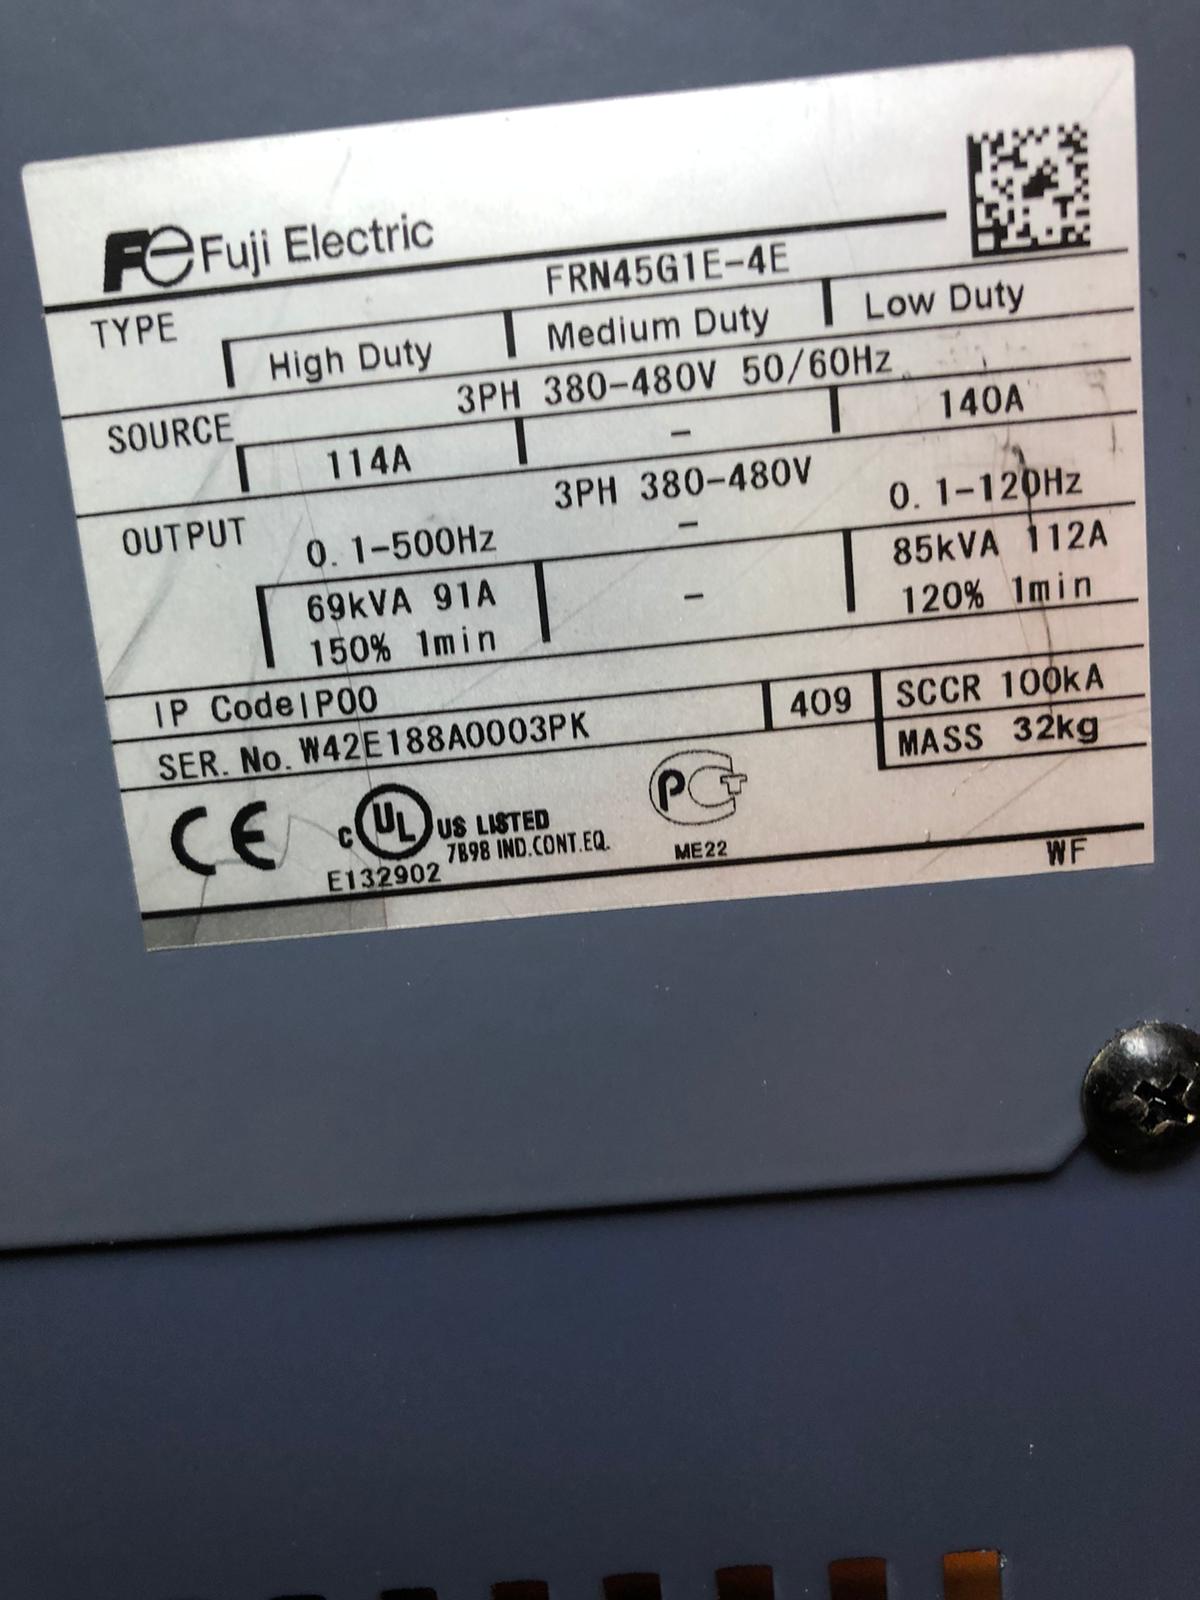 Fe Fuji Electric
TYPE FRN45G1E-4E
High Duty Medium Duty Low Duty
SOURCE 3PH 380-480V 50/60Hz
114A - 140A
OUTPUT 3PH 380-480V
0.1-500Hz - 0.1-120Hz
69kVA 91A - 85kVA 112A
150% 1min 120% 1min
IP Code IP00 SCCR 100kA
SER. No. W42E188A0003PK 409 MASS 32kg
CE c UL US LISTED PCT
7B98 IND.CONT.EQ.
E132902 ME22 WF